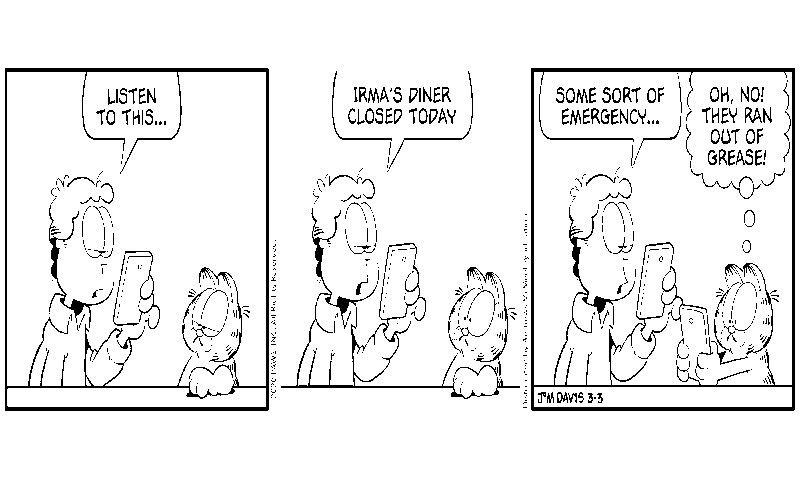 LISTEN
TO THIS...
IRMA'S DINER
CLOSED TODAY
SOME SORT OF
EMERGENCY...
OH, NO!
THEY RAN
OUT OF
GREASE!
JIM DAVIS 3-3